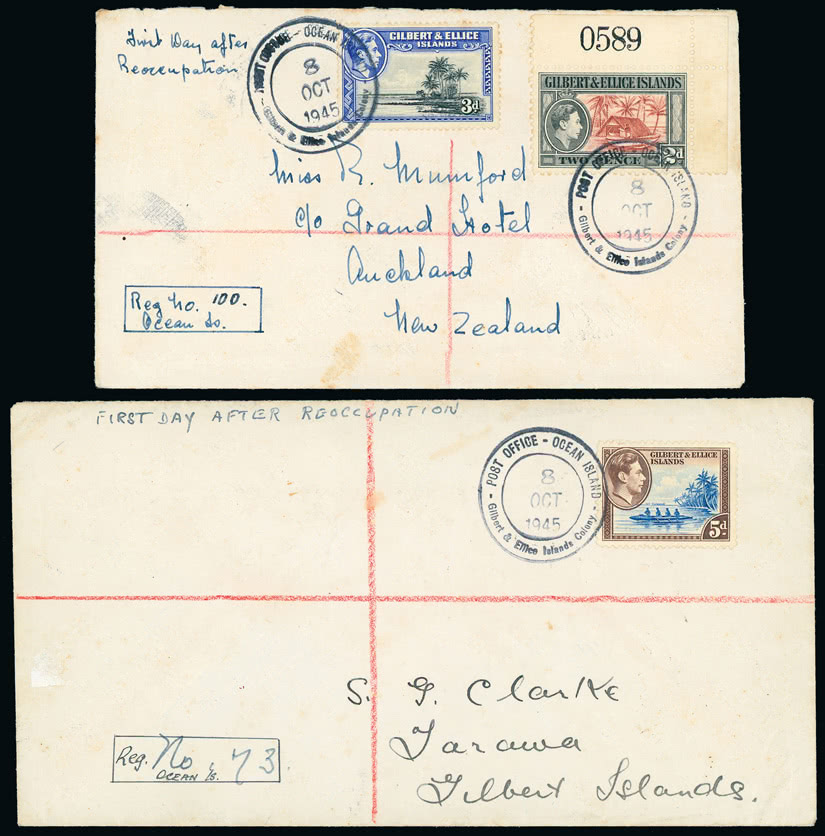 First Day after
Reoccupation
POST OFFICE - OCEAN ISLAND
8
OCT
1945
Gilbert & Ellice Islands Colony
GILBERT & ELLICE
ISLANDS
3d
0589
GILBERT & ELLICE ISLANDS
TWO PENCE
2d
- POST OFFICE - OCEAN ISLAND -
8
OCT
1945
Gilbert & Ellice Islands Colony
Miss R. Mumford
c/o Grand Hotel
Auckland
New Zealand
Reg No. 100.
Ocean Is.
FIRST DAY AFTER REOCCUPATION
- POST OFFICE - OCEAN ISLAND -
8
OCT
1945
Gilbert & Ellice Islands Colony
GILBERT & ELLICE
ISLANDS
5d
S. G. Clarke
Tarawa
Gilbert Islands.
Reg. No. 73.
OCEAN IS.